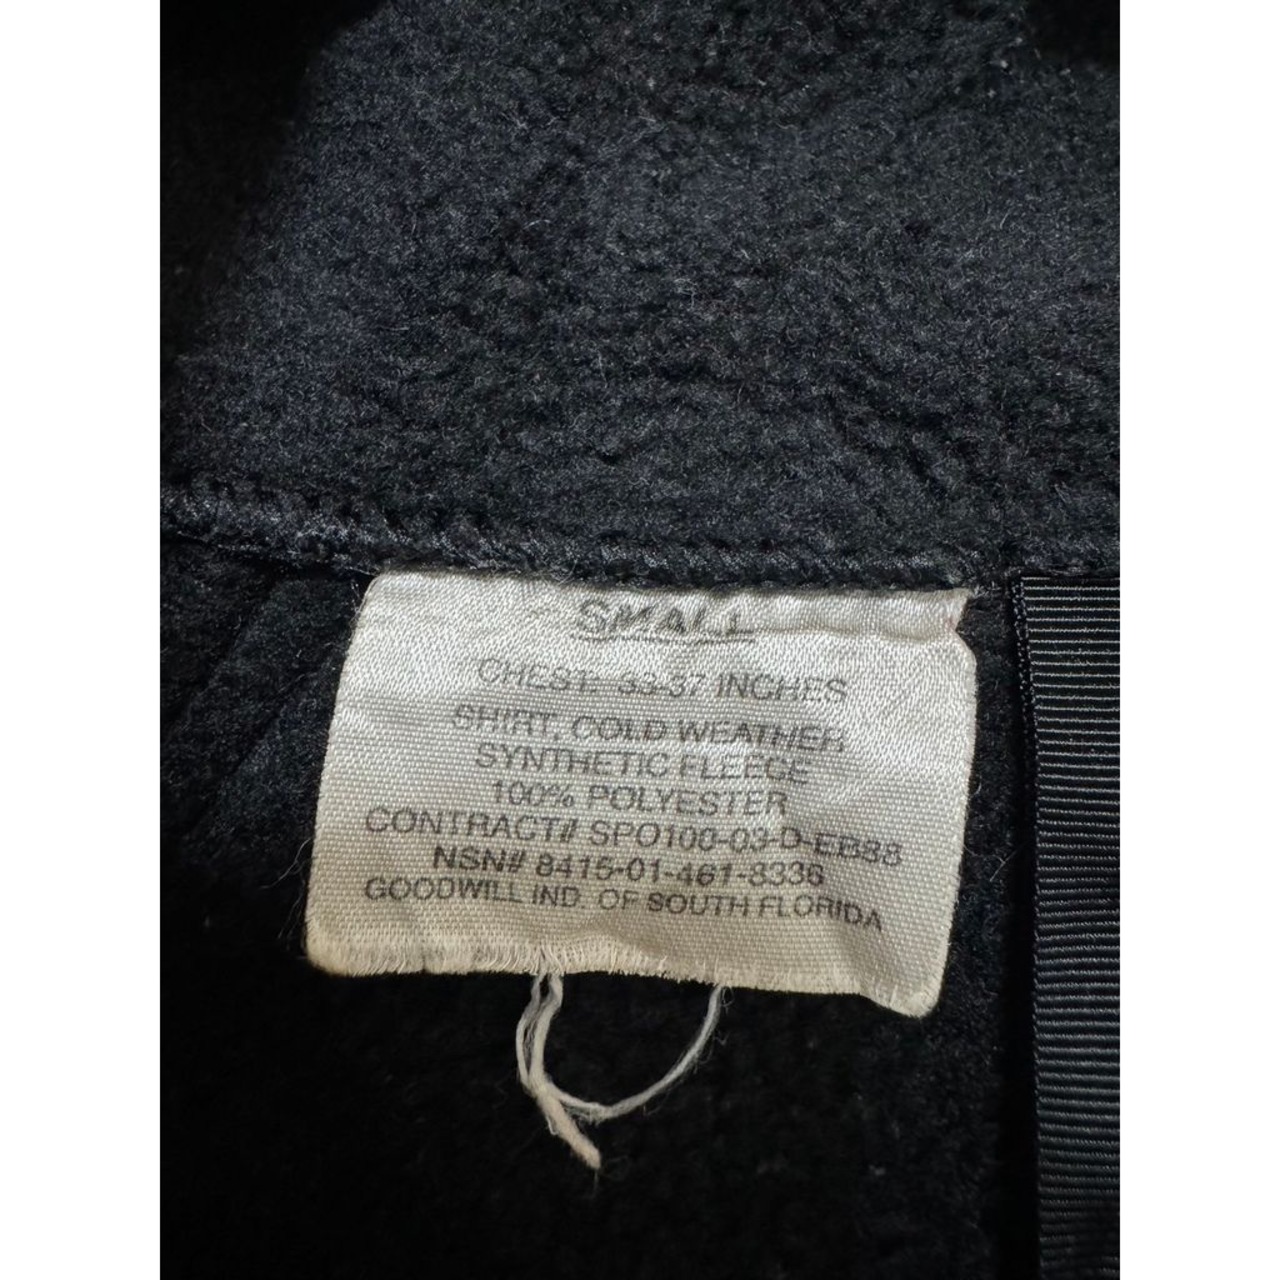 SMALL
CHEST: 33-37 INCHES
SHIRT, COLD WEATHER
SYNTHETIC FLEECE
100% POLYESTER
CONTRACT# SPO100-03-D-EB38
NSN# 8415-01-461-8336
GOODWILL IND. OF SOUTH FLORIDA